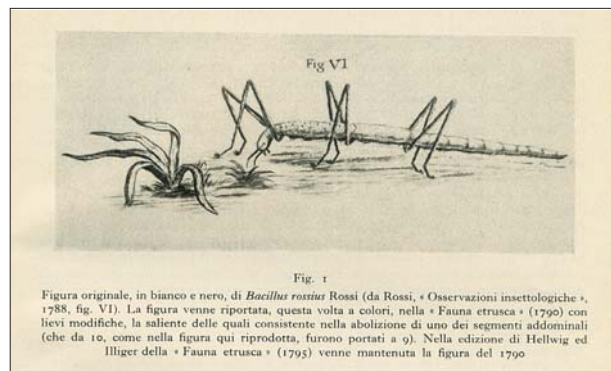 Fig VI
Fig. 1
Figura originale, in bianco e nero, di Bacillus rossius Rossi (da Rossi, « Osservazioni insettologiche »,
1788, fig. VI). La figura venne riportata, questa volta a colori, nella « Fauna etrusca » (1790) con
lievi modifiche, la saliente delle quali consistente nella abolizione di uno dei segmenti addominali
(che da 10, come nella figura qui riprodotta, furono portati a 9). Nella edizione di Hellwig ed
Illiger della « Fauna etrusca » (1795) venne mantenuta la figura del 1790